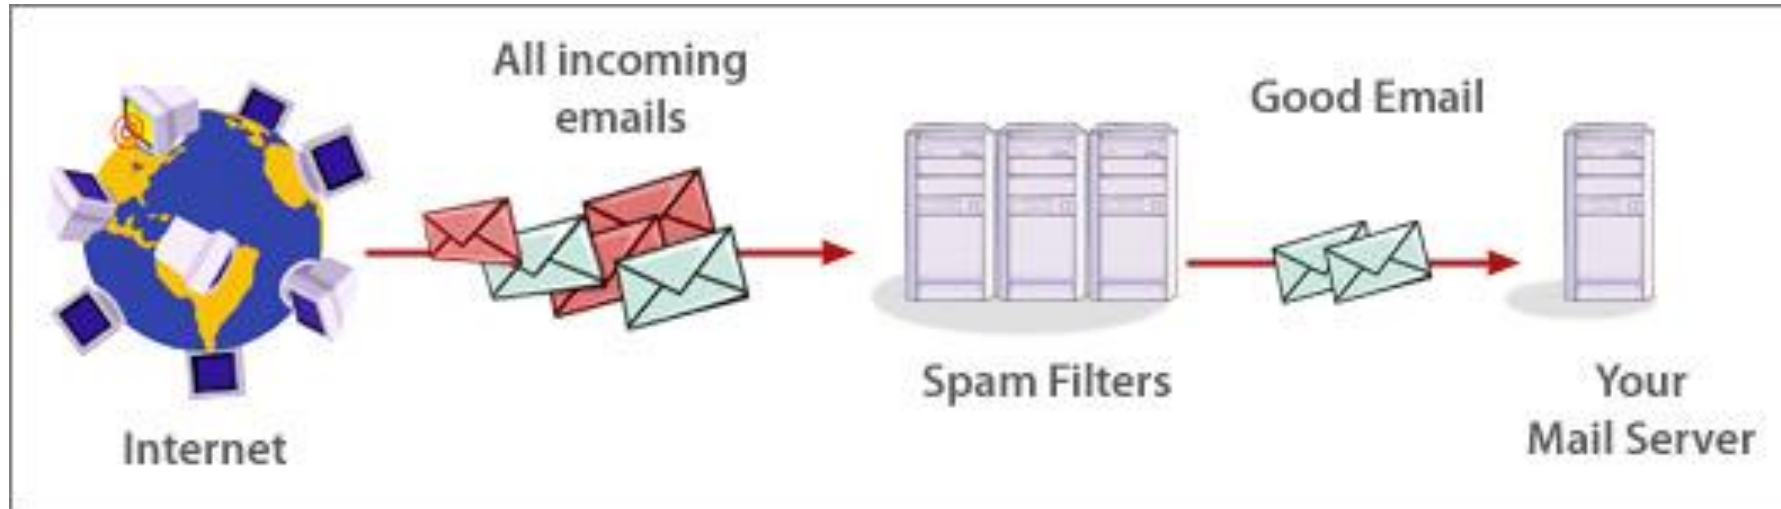 All incoming
emails
Good Email
Spam Filters
Your
Mail Server
Internet